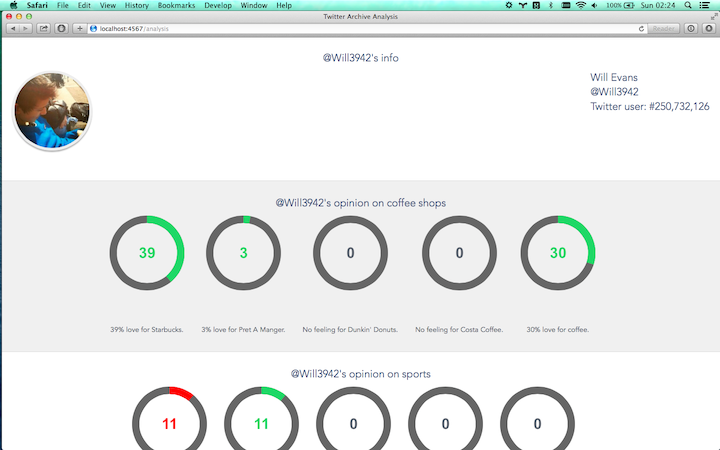 Safari File Edit View History Bookmarks Develop Window Help 100% Sun 02:24
Twitter Archive Analysis
localhost:4567/analysis Reader
@Will3942's info
Will Evans
@Will3942
Twitter user: #250,732,126
@Will3942's opinion on coffee shops
39 3 0 0 30
39% love for Starbucks. 3% love for Pret A Manger. No feeling for Dunkin' Donuts. No feeling for Costa Coffee. 30% love for coffee.
@Will3942's opinion on sports
11 11 0 0 0